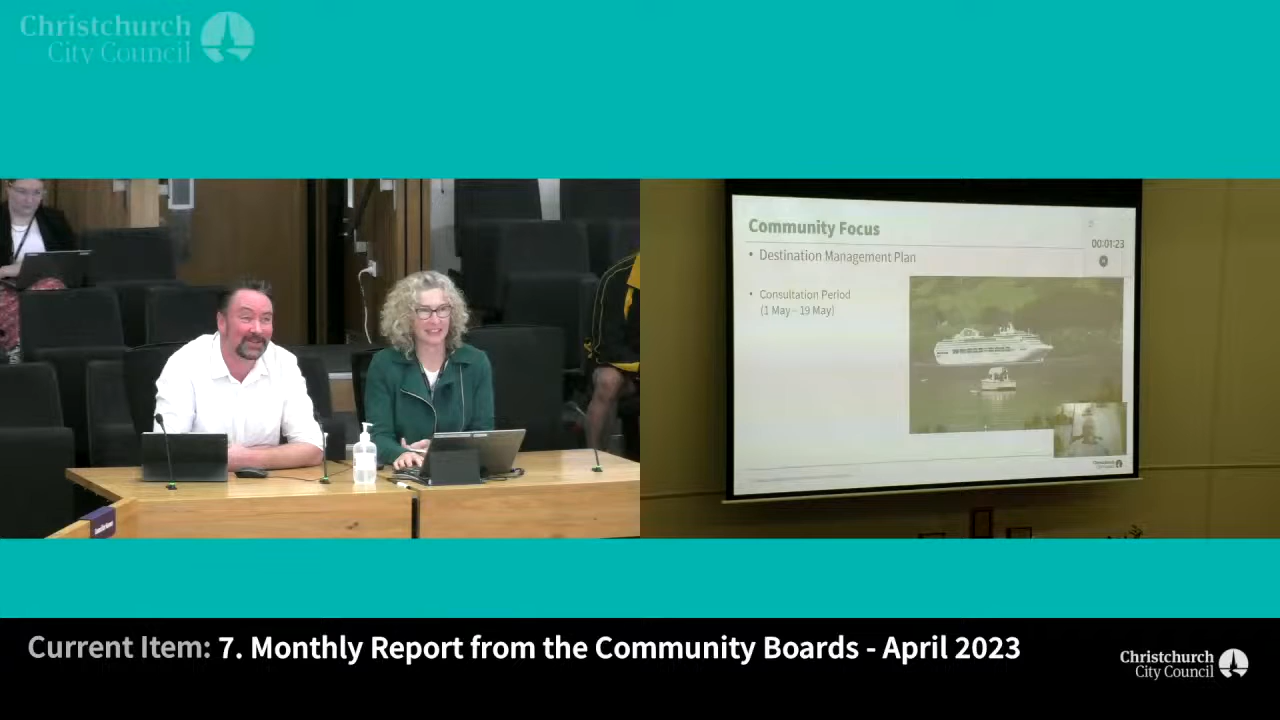 Christchurch
City Council
Community Focus
00:01:23
• Destination Management Plan
• Consultation Period
(1 May - 19 May)
Current Item: 7. Monthly Report from the Community Boards - April 2023
Christchurch
City Council